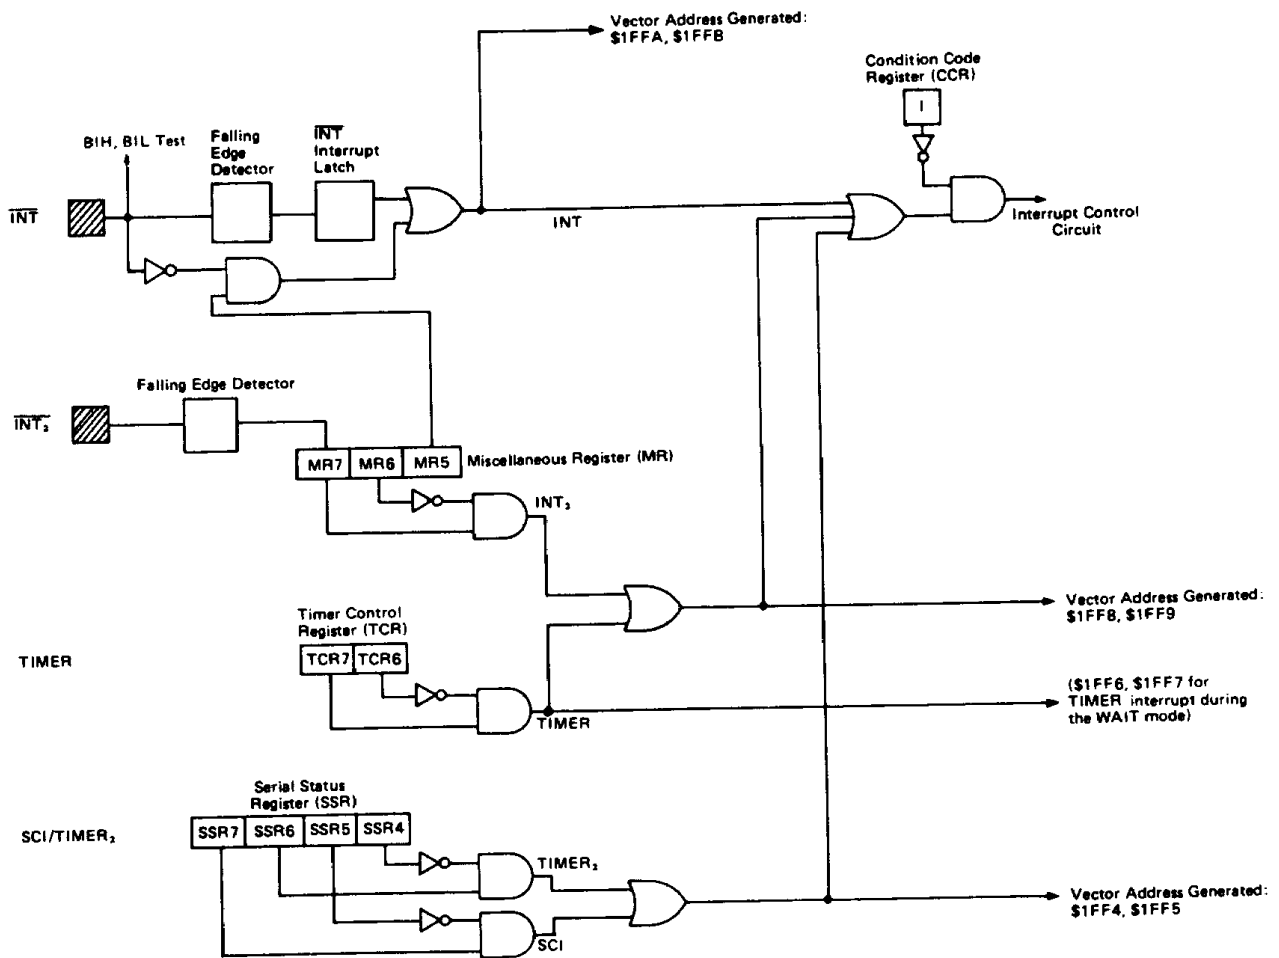 Vector Address Generated:
$1FFA, $1FFB
Condition Code
Register (CCR)
I
BIH, BIL Test
Falling
Edge
Detector
INT
Interrupt
Latch
INT
INT
Interrupt Control
Circuit
Falling Edge Detector
INT₂
MR7 MR6 MR5
Miscellaneous Register (MR)
INT₂
Timer Control
Register (TCR)
TCR7 TCR6
TIMER
TIMER
Vector Address Generated:
$1FF8, $1FF9
($1FF6, $1FF7 for
TIMER interrupt during
the WAIT mode)
Serial Status
Register (SSR)
SSR7 SSR6 SSR5 SSR4
SCI/TIMER₂
TIMER₂
SCI
Vector Address Generated:
$1FF4, $1FF5